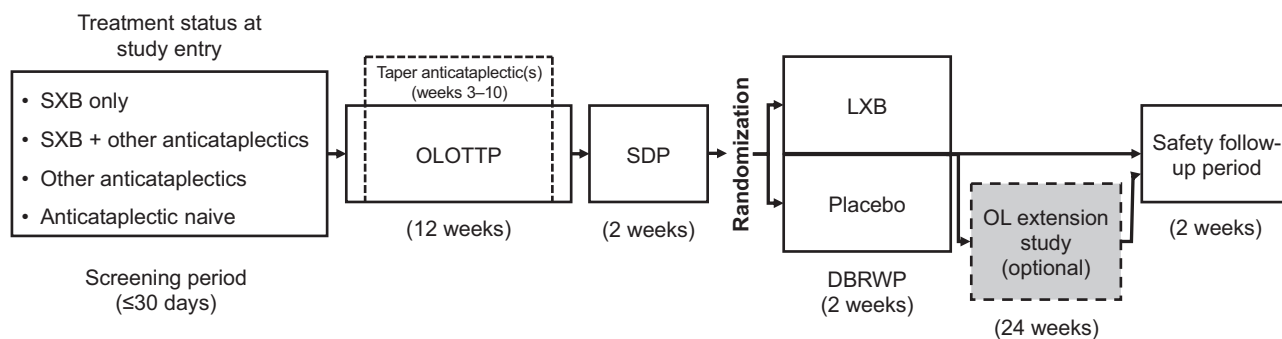 Treatment status at
study entry
• SXB only
• SXB + other anticataplectics
• Other anticataplectics
• Anticataplectic naive
Screening period
(≤30 days)
Taper anticataplectic(s)
(weeks 3–10)
OLOTTP
(12 weeks)
SDP
(2 weeks)
Randomization
LXB
Placebo
DBRWP
(2 weeks)
OL extension
study
(optional)
(24 weeks)
Safety follow-
up period
(2 weeks)